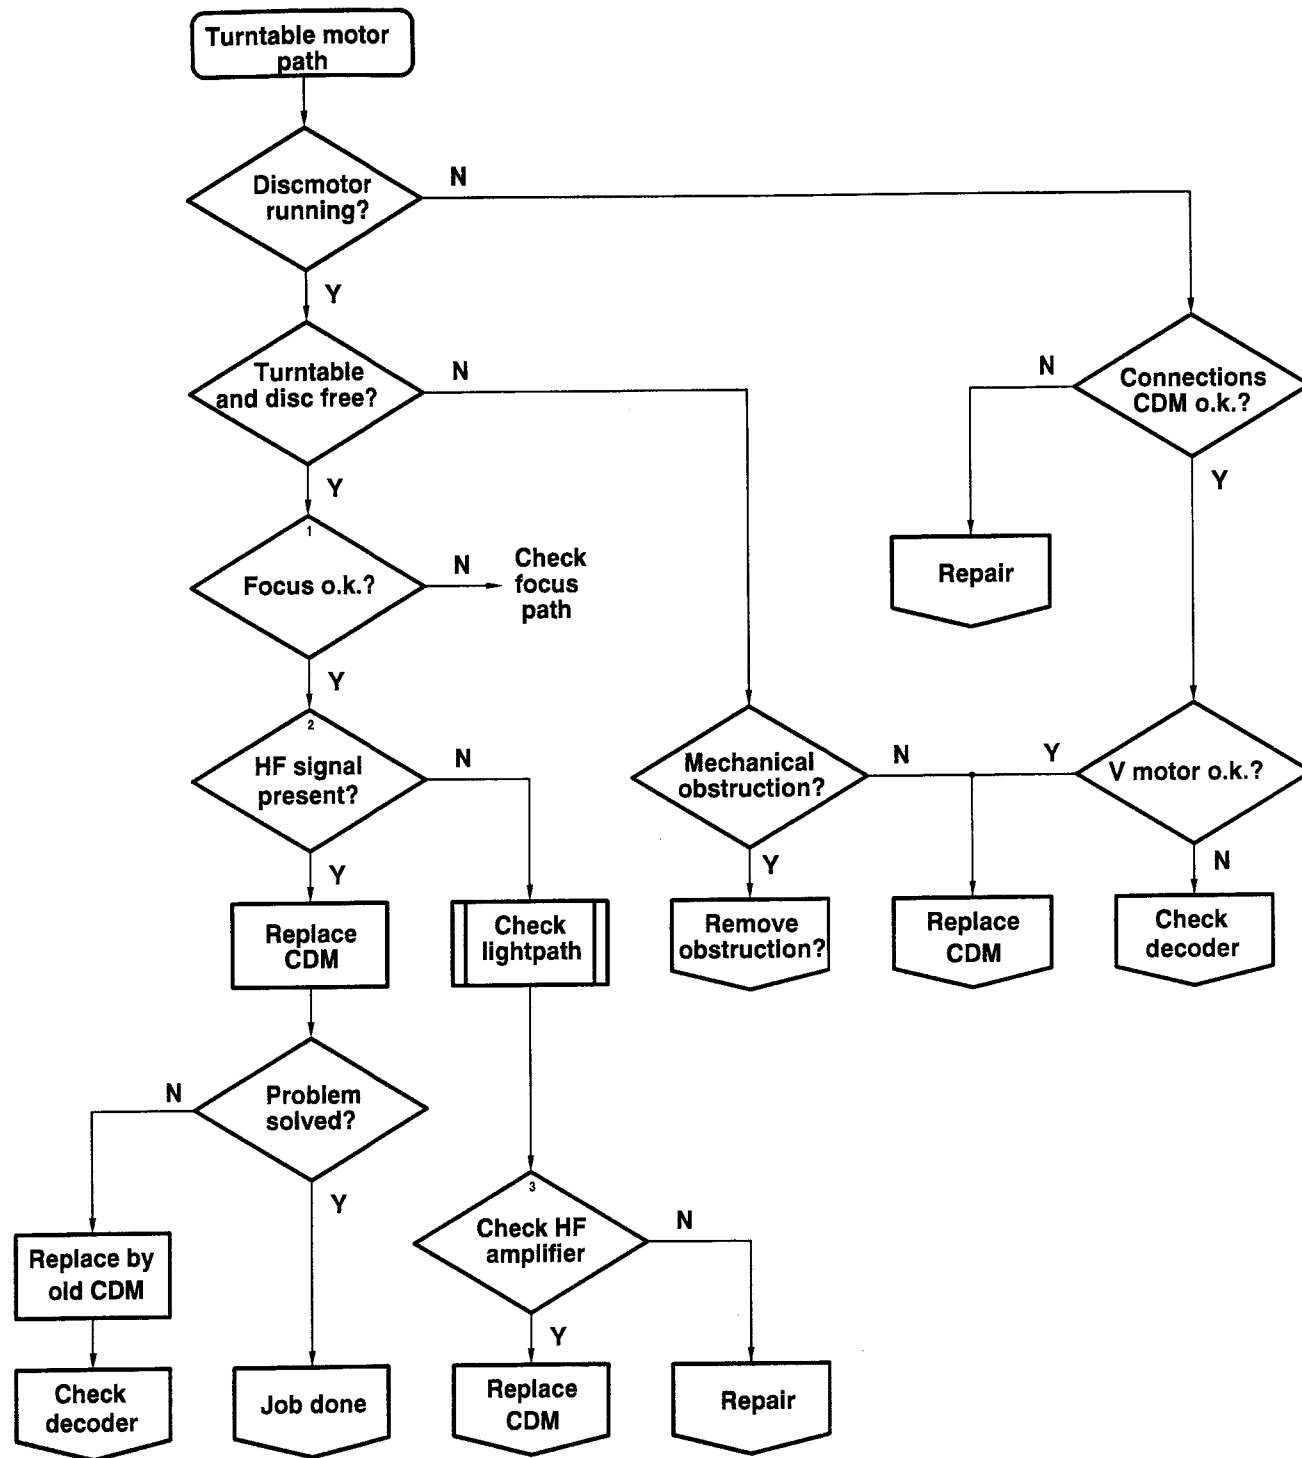 Turntable motor
path
Discmotor
running?
N
Y
Turntable
and disc free?
N
Y
Connections
CDM o.k.?
N
Y
1
Focus o.k.?
N
Check
focus
path
Y
Repair
2
HF signal
present?
N
Y
Mechanical
obstruction?
N
Y
V motor o.k.?
Y
N
Replace
CDM
Check
lightpath
Remove
obstruction?
Replace
CDM
Check
decoder
Problem
solved?
N
Y
3
Check HF
amplifier
N
Y
Replace by
old CDM
Check
decoder
Job done
Replace
CDM
Repair